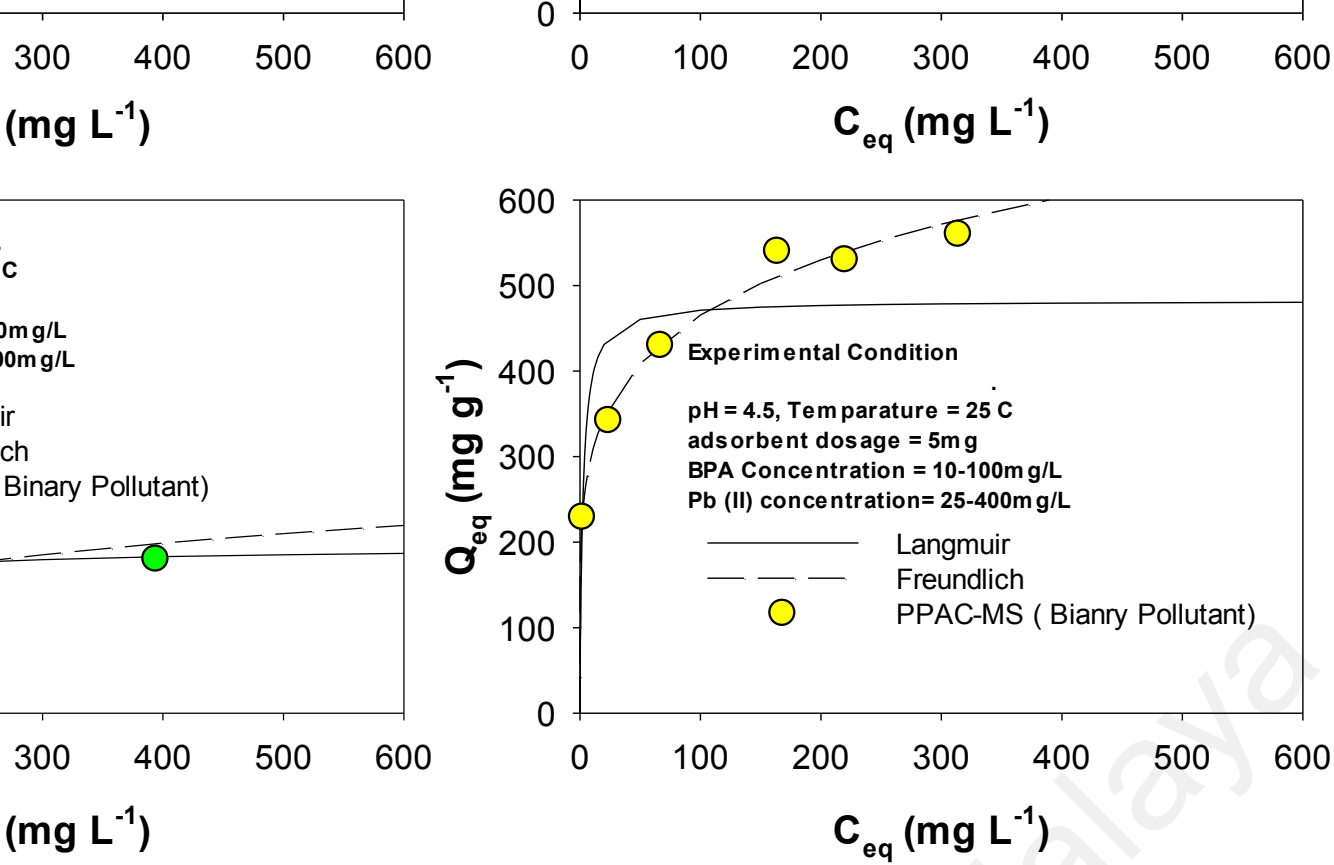 0
300 400 500 600
0 100 200 300 400 500 600
(mg L-1)
Ceq (mg L-1)
C
0mg/L
00mg/L
ir
ch
Binary Pollutant)
300 400 500 600
(mg L-1)
600
500
400
300
200
100
0
Qeq (mg g-1)
Experimental Condition
pH = 4.5, Temparature = 25 C
adsorbent dosage = 5mg
BPA Concentration = 10-100mg/L
Pb (II) concentration= 25-400mg/L
Langmuir
Freundlich
PPAC-MS ( Bianry Pollutant)
0 100 200 300 400 500 600
Ceq (mg L-1)
alaya